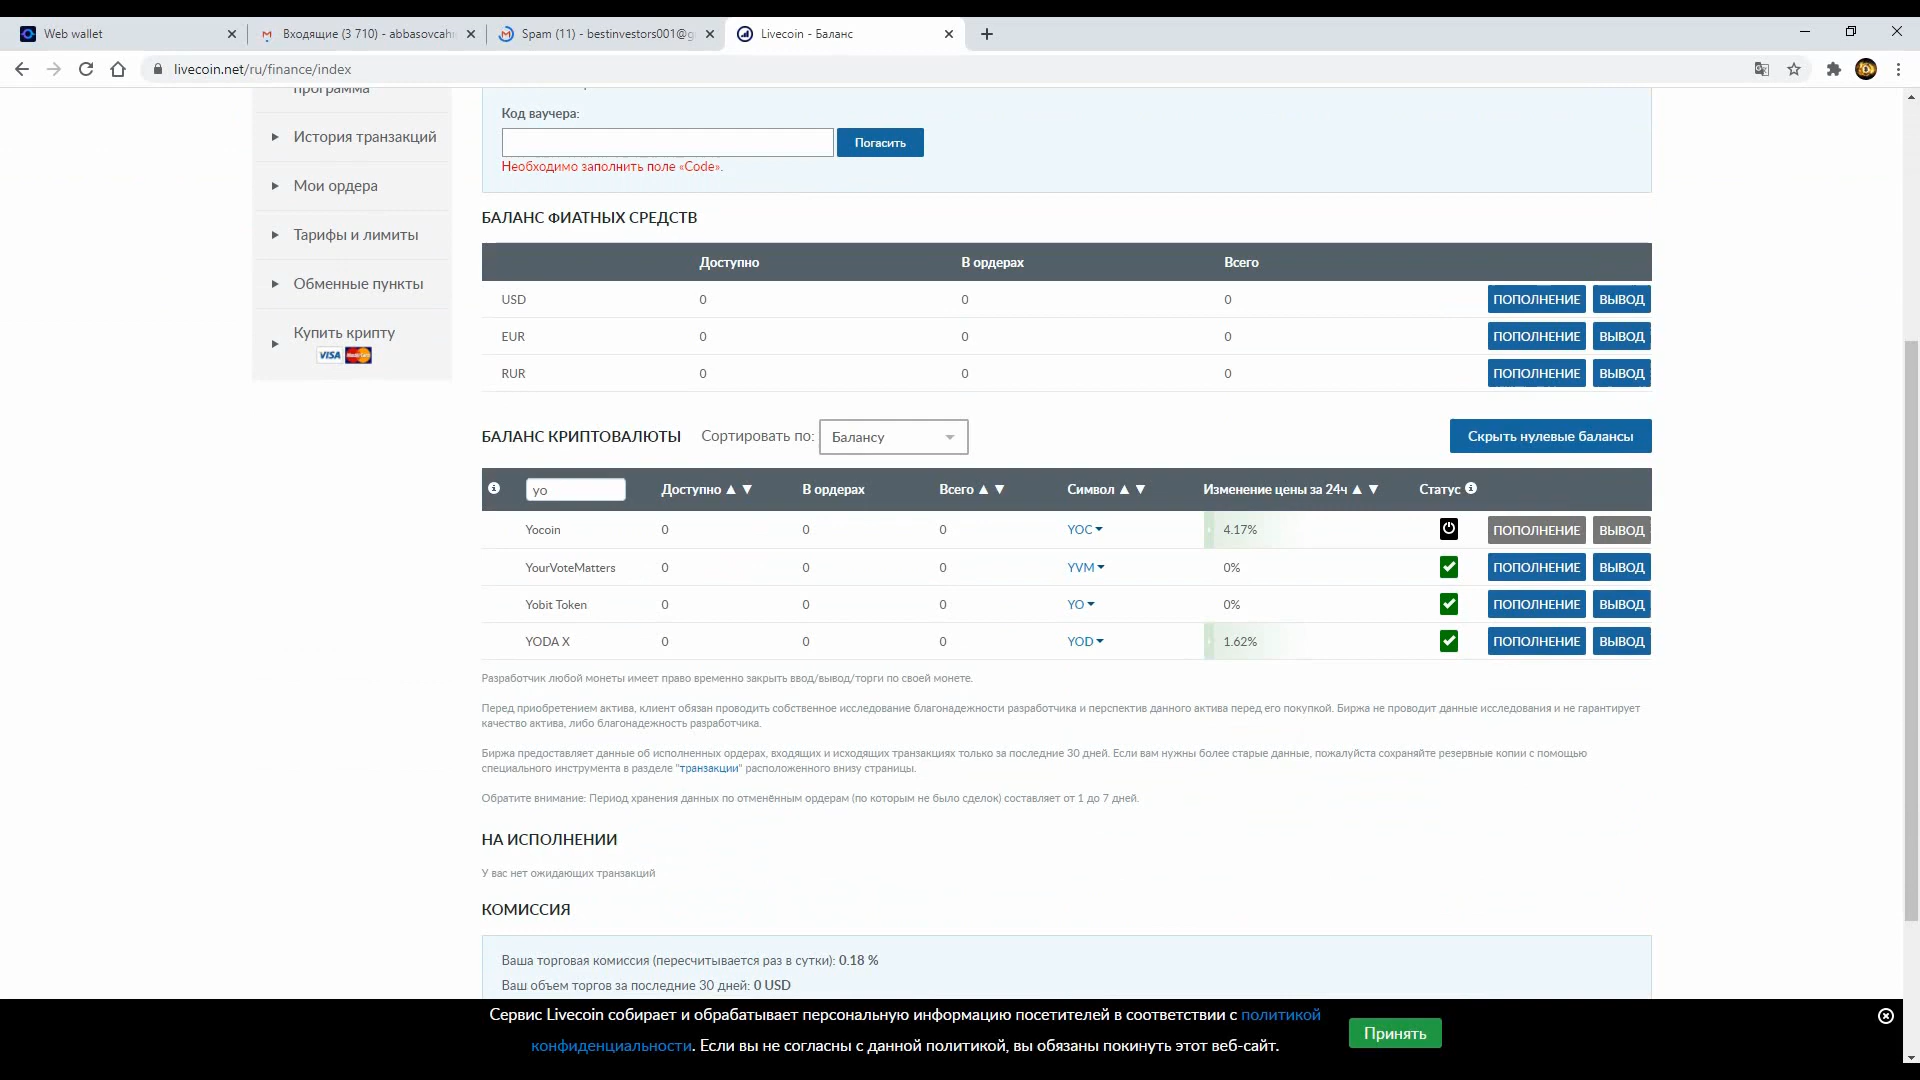 Web wallet
Входящие (3 710) - abbasovcah
Spam (11) - bestinvestors001@g
Livecoin - Баланс
livecoin.net/ru/finance/index
программа
История транзакций
Мои ордера
Тарифы и лимиты
Обменные пункты
Купить крипту
VISA MasterCard
Код ваучера:
Погасить
Необходимо заполнить поле «Code».
БАЛАНС ФИАТНЫХ СРЕДСТВ
Доступно В ордерах Всего
USD 0 0 0 ПОПОЛНЕНИЕ ВЫВОД
EUR 0 0 0 ПОПОЛНЕНИЕ ВЫВОД
RUR 0 0 0 ПОПОЛНЕНИЕ ВЫВОД
БАЛАНС КРИПТОВАЛЮТЫ Сортировать по: Балансу Скрыть нулевые балансы
yo Доступно ▲ ▼ В ордерах Всего ▲ ▼ Символ ▲ ▼ Изменение цены за 24ч ▲ ▼ Статус
Yocoin 0 0 0 YOC 4.17% ПОПОЛНЕНИЕ ВЫВОД
YourVoteMatters 0 0 0 YVM 0% ПОПОЛНЕНИЕ ВЫВОД
Yobit Token 0 0 0 YO 0% ПОПОЛНЕНИЕ ВЫВОД
YODA X 0 0 0 YOD 1.62% ПОПОЛНЕНИЕ ВЫВОД
Разработчик любой монеты имеет право временно закрыть ввод/вывод/торги по своей монете.
Перед приобретением актива, клиент обязан проводить собственное исследование благонадежности разработчика и перспектив данного актива перед его покупкой. Биржа не проводит данные исследования и не гарантирует
качество актива, либо благонадежность разработчика.
Биржа предоставляет данные об исполненных ордерах, входящих и исходящих транзакциях только за последние 30 дней. Если вам нужны более старые данные, пожалуйста сохраняйте резервные копии с помощью
специального инструмента в разделе "транзакции" расположенного внизу страницы.
Обратите внимание: Период хранения данных по отменённым ордерам (по которым не было сделок) составляет от 1 до 7 дней.
НА ИСПОЛНЕНИИ
У вас нет ожидающих транзакций
КОМИССИЯ
Ваша торговая комиссия (пересчитывается раз в сутки): 0.18 %
Ваш объем торгов за последние 30 дней: 0 USD
Сервис Livecoin собирает и обрабатывает персональную информацию посетителей в соответствии с политикой
конфиденциальности. Если вы не согласны с данной политикой, вы обязаны покинуть этот веб-сайт.
Принять